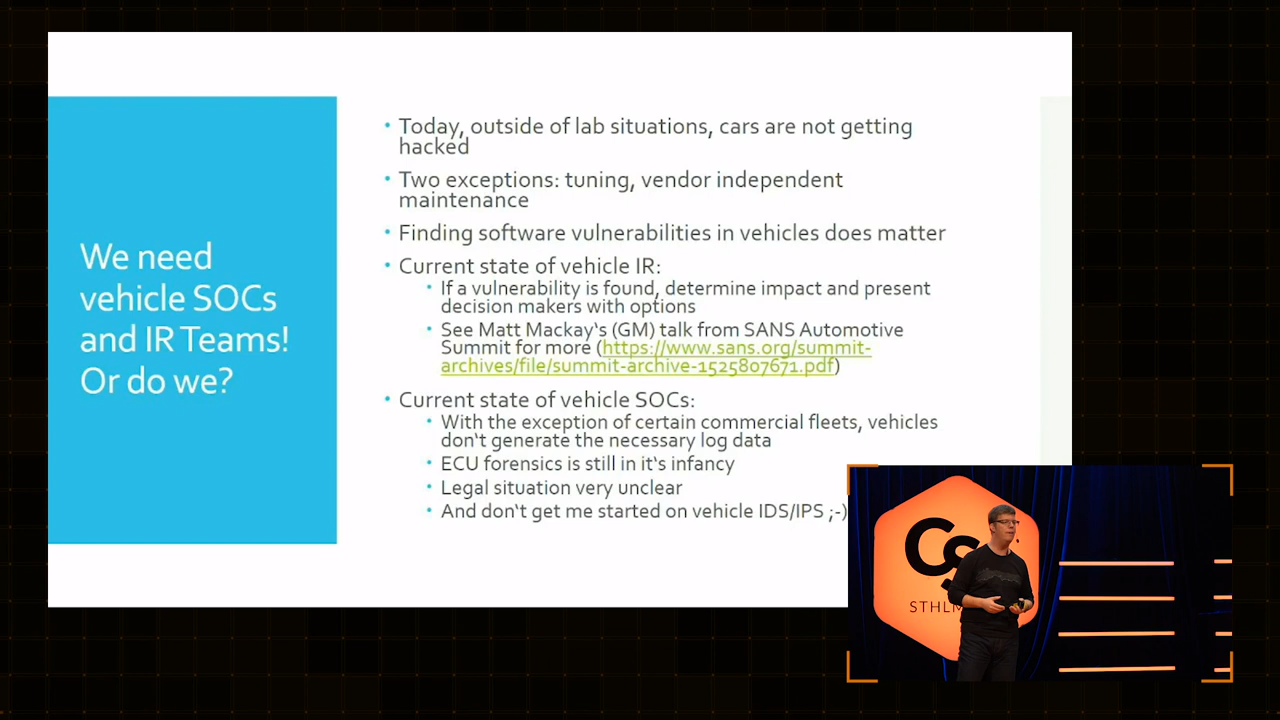 We need
vehicle SOCs
and IR Teams!
Or do we?
• Today, outside of lab situations, cars are not getting
hacked
• Two exceptions: tuning, vendor independent
maintenance
• Finding software vulnerabilities in vehicles does matter
• Current state of vehicle IR:
• If a vulnerability is found, determine impact and present
decision makers with options
• See Matt Mackay‘s (GM) talk from SANS Automotive
Summit for more (https://www.sans.org/summit-
archives/file/summit-archive-1525807671.pdf)
• Current state of vehicle SOCs:
• With the exception of certain commercial fleets, vehicles
don‘t generate the necessary log data
• ECU forensics is still in it‘s infancy
• Legal situation very unclear
• And don‘t get me started on vehicle IDS/IPS ;-)
CS
STHLM